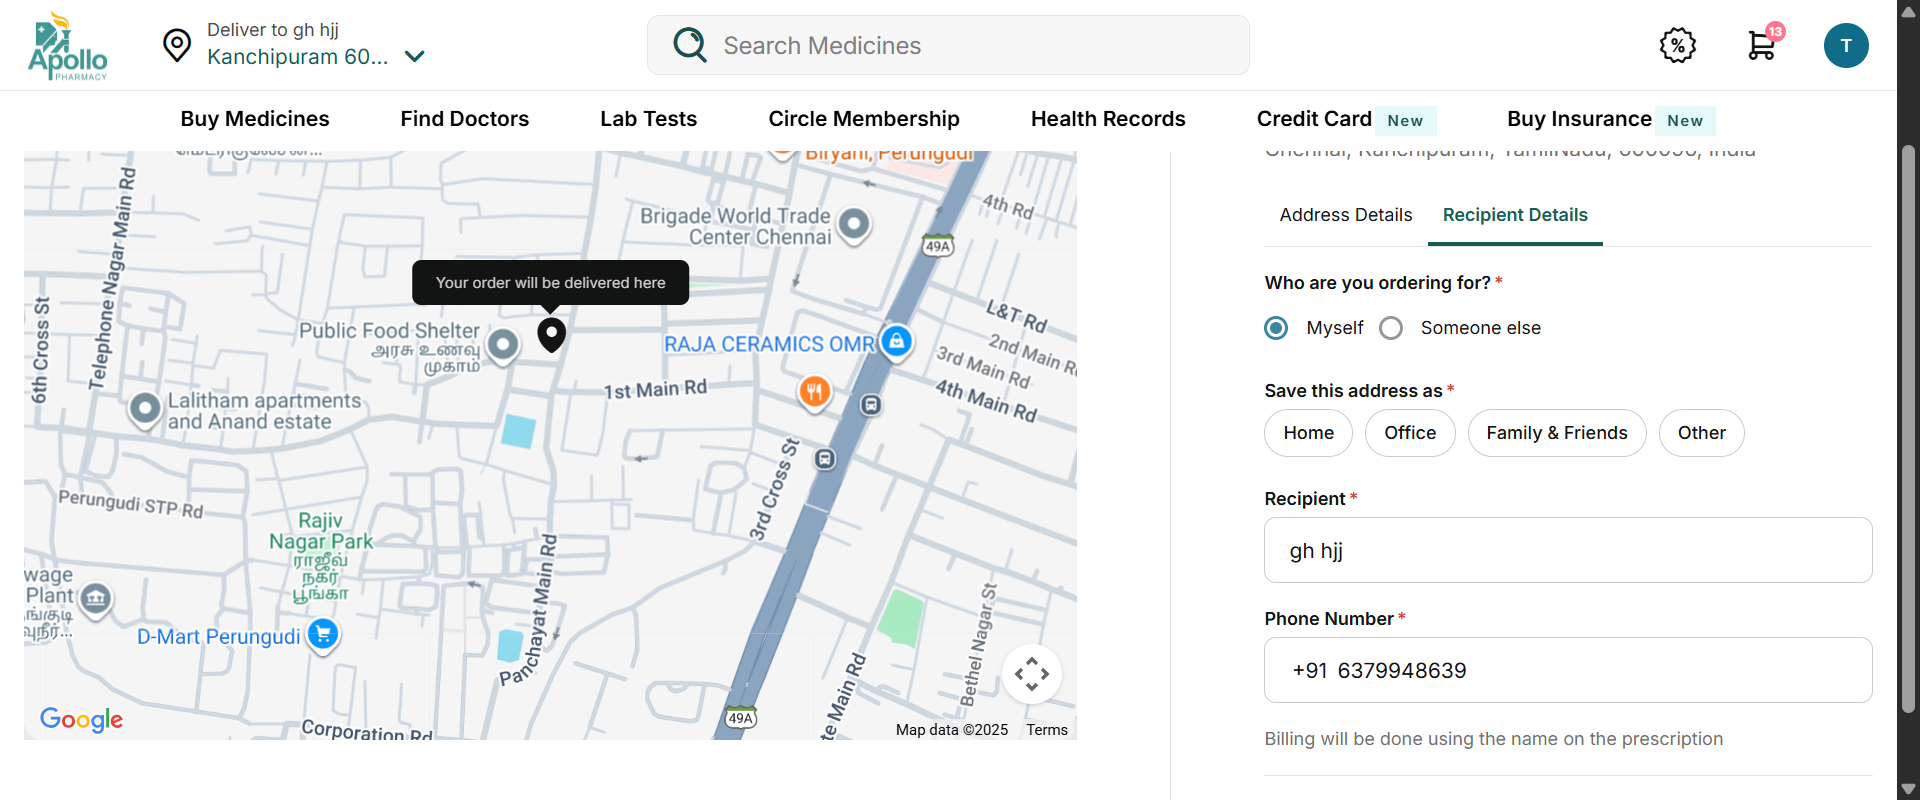 Apollo
PHARMACY
Deliver to gh hjj
Kanchipuram 60...
Search Medicines
13
T
Buy Medicines
Find Doctors
Lab Tests
Circle Membership
Health Records
Credit Card New
Buy Insurance New
Biryani, Perungudi
Chennai, Kanchipuram, TamilNadu, 600096, India
Telephone Nagar Main Rd
6th Cross St
Brigade World Trade
Center Chennai
4th Rd
49A
Your order will be delivered here
Public Food Shelter
அரசு உணவு
முகாம்
RAJA CERAMICS OMR
L&T Rd
2nd Main R
3rd Main Rd
4th Main Rd
1st Main Rd
Lalitham apartments
and Anand estate
3rd Cross St
Perungudi STP Rd
Rajiv
Nagar Park
ராஜீவ்
நகர்
பூங்கா
wage
Plant
D-Mart Perungudi
Panchayat Main Rd
Bethel Nagar St
te Main Rd
49A
Corporation Rd
Google
Map data ©2025
Terms
Address Details
Recipient Details
Who are you ordering for? *
Myself
Someone else
Save this address as *
Home
Office
Family & Friends
Other
Recipient *
gh hjj
Phone Number *
+91 6379948639
Billing will be done using the name on the prescription